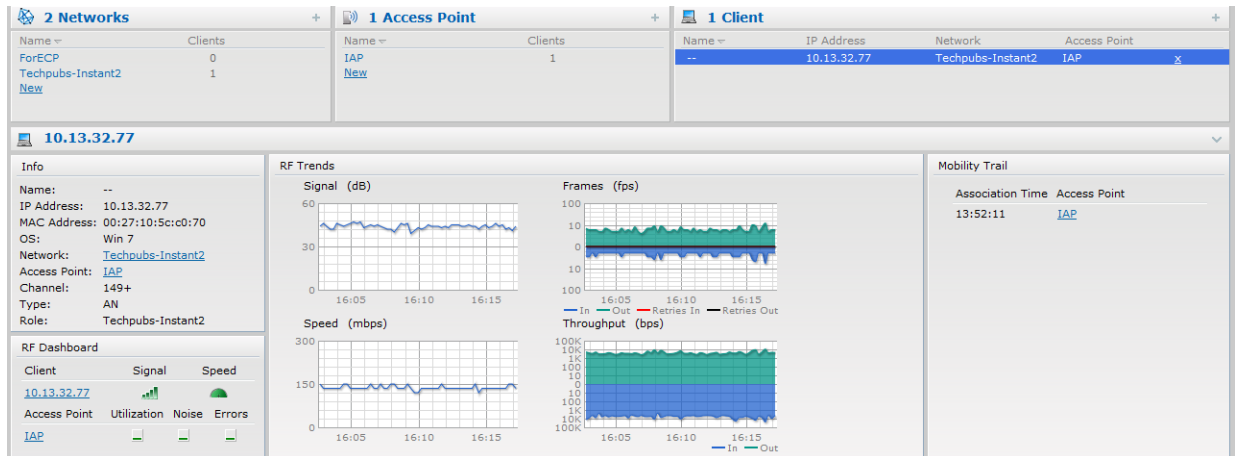 2 Networks +
Name Clients
ForECP 0
Techpubs-Instant2 1
New
1 Access Point +
Name Clients
IAP 1
New
1 Client +
Name IP Address Network Access Point
-- 10.13.32.77 Techpubs-Instant2 IAP x
10.13.32.77
Info
Name: --
IP Address: 10.13.32.77
MAC Address: 00:27:10:5c:c0:70
OS: Win 7
Network: Techpubs-Instant2
Access Point: IAP
Channel: 149+
Type: AN
Role: Techpubs-Instant2
RF Dashboard
Client Signal Speed
10.13.32.77
Access Point Utilization Noise Errors
IAP
RF Trends
Signal (dB)
60
30
0
16:05 16:10 16:15
Frames (fps)
100
10
0
10
100
16:05 16:10 16:15
In Out Retries In Retries Out
Speed (mbps)
300
150
0
16:05 16:10 16:15
Throughput (bps)
100K
10K
1K
100
10
0
10
100
1K
10K
100K
16:05 16:10 16:15
In Out
Mobility Trail
Association Time Access Point
13:52:11 IAP